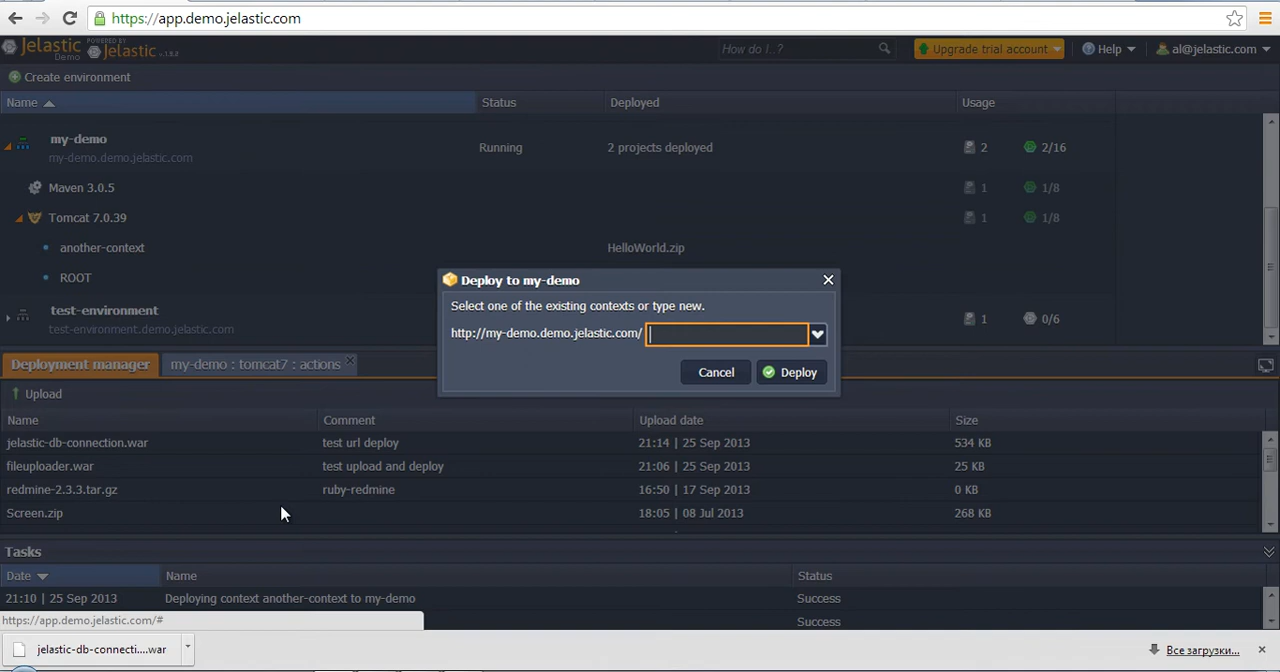 https://app.demo.jelastic.com
Jelastic Demo POWERED BY Jelastic v.1.9.2
How do I..? Upgrade trial account Help al@jelastic.com
Create environment
Name Status Deployed Usage
my-demo
my-demo.demo.jelastic.com Running 2 projects deployed 2 2/16
Maven 3.0.5 1 1/8
Tomcat 7.0.39 1 1/8
another-context HelloWorld.zip
ROOT
test-environment
test-environment.demo.jelastic.com 1 0/6
Deploy to my-demo
Select one of the existing contexts or type new.
http://my-demo.demo.jelastic.com/
Cancel Deploy
Deployment manager my-demo : tomcat7 : actions
Upload
Name Comment Upload date Size
jelastic-db-connection.war test url deploy 21:14 | 25 Sep 2013 534 KB
fileuploader.war test upload and deploy 21:06 | 25 Sep 2013 25 KB
redmine-2.3.3.tar.gz ruby-redmine 16:50 | 17 Sep 2013 0 KB
Screen.zip 18:05 | 08 Jul 2013 268 KB
Tasks
Date Name Status
21:10 | 25 Sep 2013 Deploying context another-context to my-demo Success
https://app.demo.jelastic.com/# Success
jelastic-db-connecti....war Все загрузки...